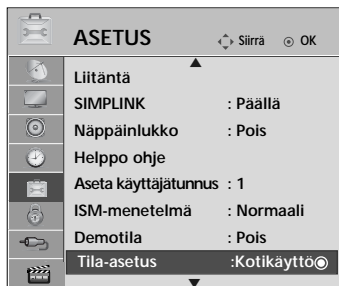 ASETUS Siirrä OK
Liitäntä
SIMPLINK : Päällä
Näppäinlukko : Pois
Helppo ohje
Aseta käyttäjätunnus : 1
ISM-menetelmä : Normaali
Demotila : Pois
Tila-asetus :Kotikäyttö